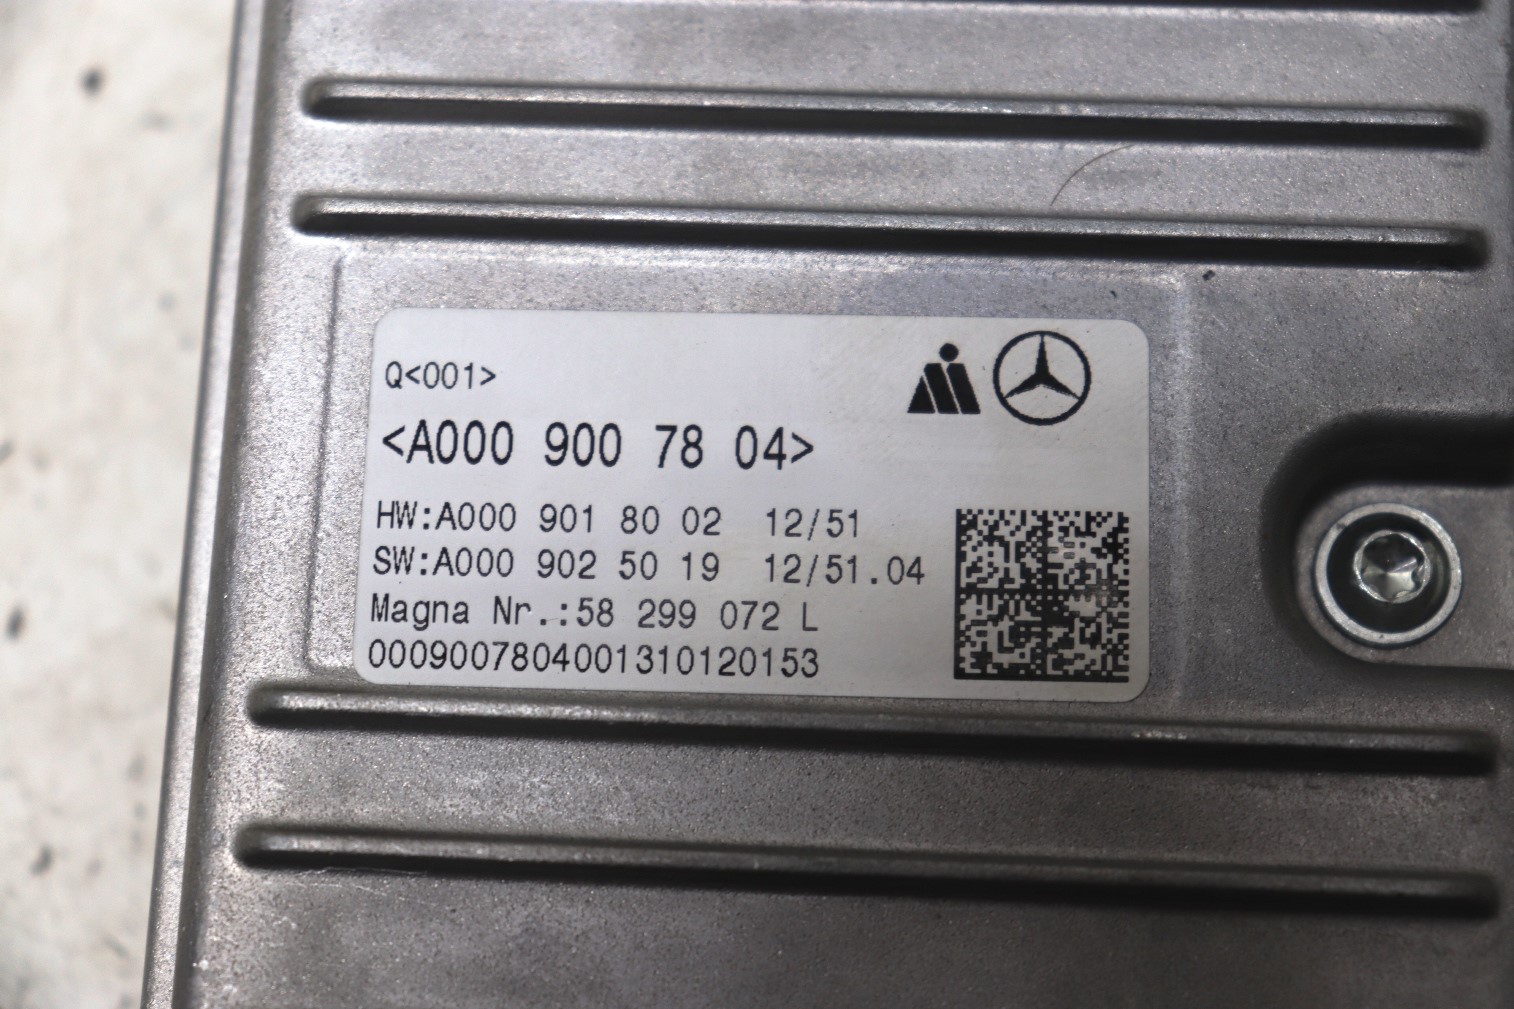 Q<001>
<A000 900 78 04>
HW:A000 901 80 02 12/51
SW:A000 902 50 19 12/51.04
Magna Nr.:58 299 072 L
0009007804001310120153